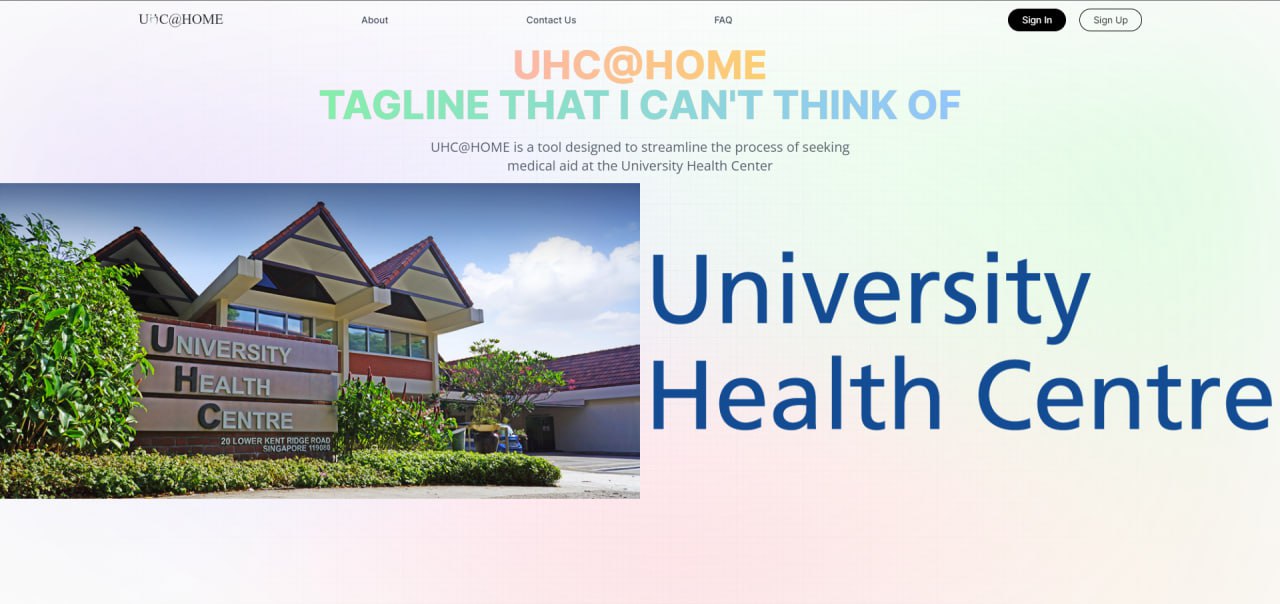 UHC@HOME
About
Contact Us
FAQ
Sign In
Sign Up
UHC@HOME
TAGLINE THAT I CAN'T THINK OF
UHC@HOME is a tool designed to streamline the process of seeking
medical aid at the University Health Center
UNIVERSITY
HEALTH
CENTRE
20 LOWER KENT RIDGE ROAD
SINGAPORE 119080
University
Health Centre